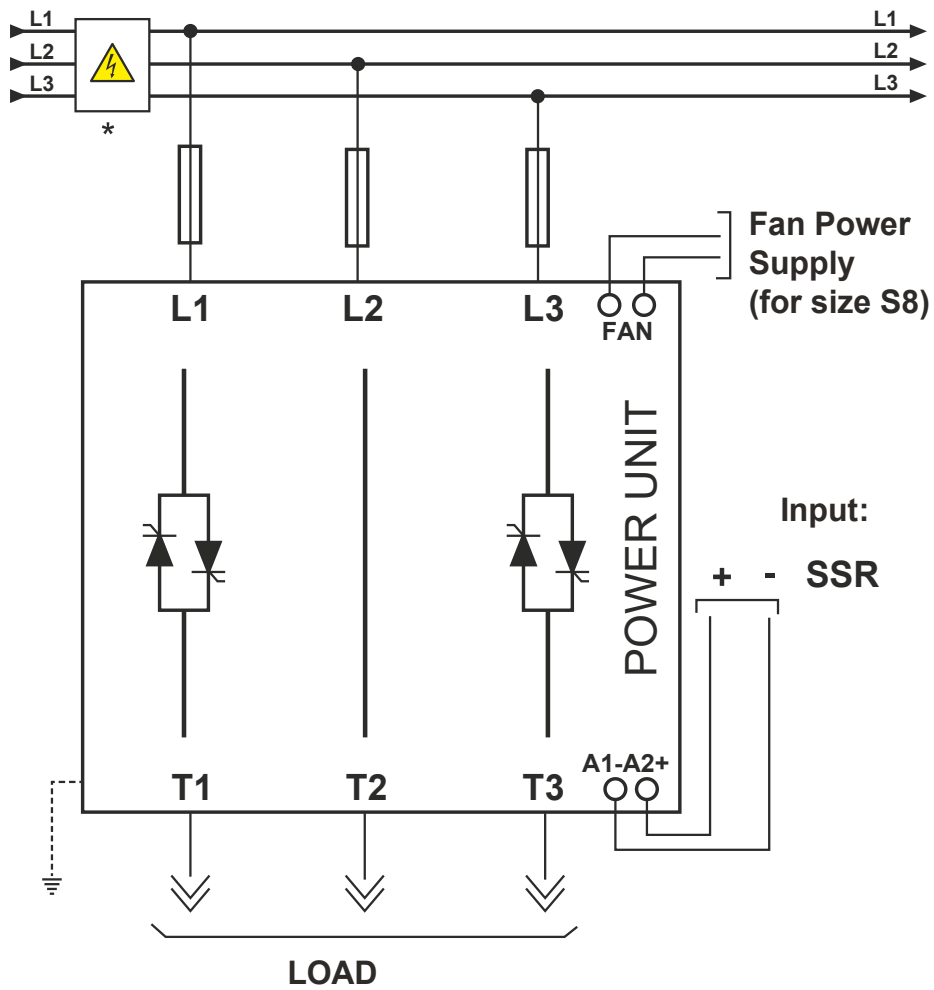 L1
L1
L2
L2
L3
L3
*
Fan Power
Supply
(for size S8)
L1
L2
L3
FAN
POWER UNIT
Input:
+ - SSR
A1-A2+
T1
T2
T3
LOAD